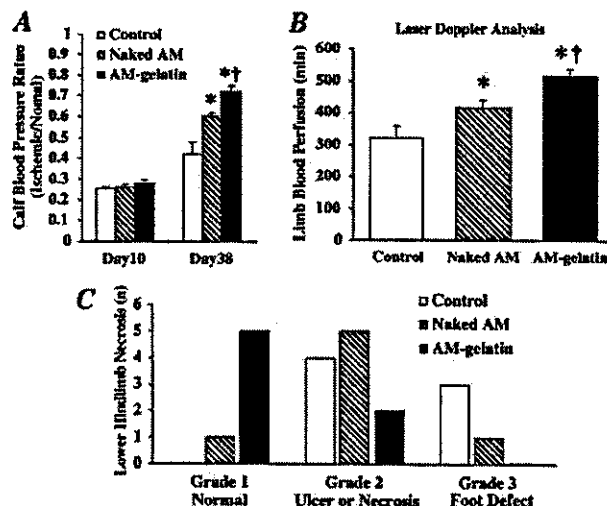 A
Control
Naked AM
AM-gelatin
Calf Blood Pressure Ratio
(Ischemic/Normal)
1
0.9
0.8
0.7
0.6
0.5
0.4
0.3
0.2
0.1
0
*
*†
Day10 Day38
B
Laser Doppler Analysis
Limb Blood Perfusion
600
500
400
300
200
100
0
*
*†
Control Naked AM AM-gelatin
C
Control
Naked AM
AM-gelatin
Lower Hindlimb Necrosis (n)
6
5
4
3
2
1
0
Grade 1 Grade 2 Grade 3
Normal Ulcer or Necrosis Foot Defect